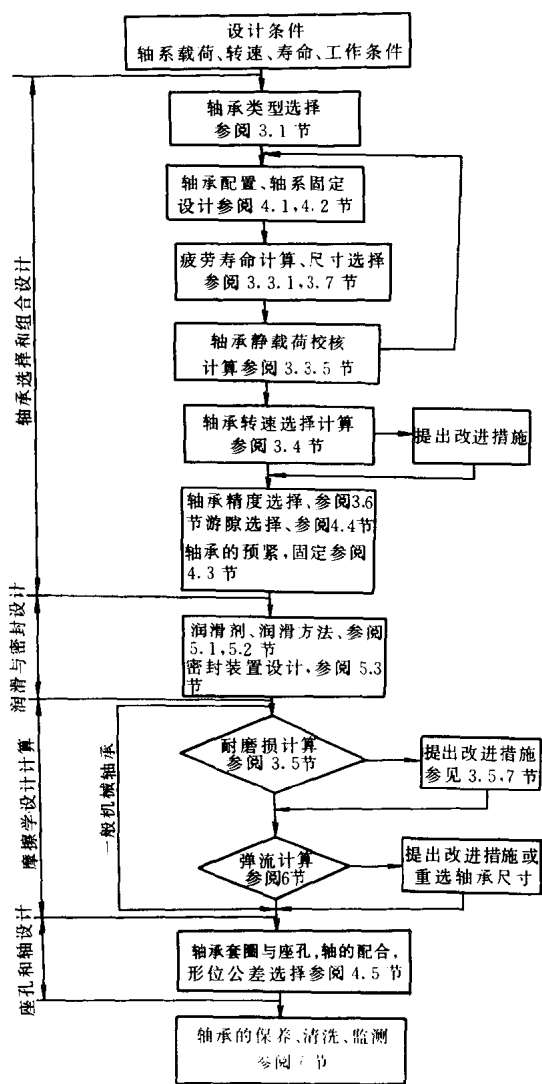 设计条件
轴系载荷、转速、寿命、工作条件
轴承类型选择
参阅 3.1 节
轴承配置、轴系固定
设计参阅 4.1,4.2 节
疲劳寿命计算、尺寸选择
参阅 3.3.1,3.7 节
轴承静载荷校核
计算参阅 3.3.5 节
轴承转速选择计算
参阅 3.4 节
提出改进措施
轴承精度选择、参阅3.6
节游隙选择、参阅4.4节
轴承的预紧,固定参阅
4.3 节
轴承选择和组合设计
润滑剂、润滑方法、参阅
5.1,5.2 节
密封装置设计,参阅 5.3
节
润滑与密封设计
耐磨损计算
参阅 3.5节
提出改进措施
参见 3.5,7 节
一般机械轴承
弹流计算
参阅6节
提出改进措施或
重选轴承尺寸
摩擦学设计计算
轴承套圈与座孔,轴的配合,
形位公差选择参阅 4.5 节
座孔和轴设计
轴承的保养、清洗、监测
参阅 节